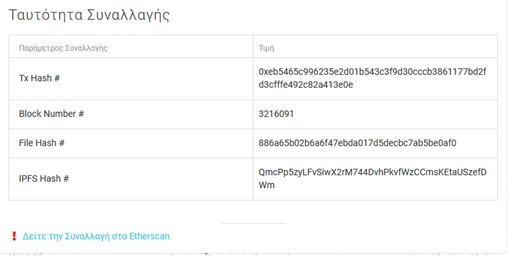 Ταυτότητα Συναλλαγής
Παράμετρος Συναλλαγής Τιμή
Tx Hash # 0xeb5465c996235e2d01b543c3f9d30cccb3861177bd2f
d3cfffe492c82a413e0e
Block Number # 3216091
File Hash # 886a65b02b6a6f47ebda017d5decbc7ab5be0af0
IPFS Hash # QmcPp5zyLFvSiwX2rM744DvhPkvfWzCCmsKEtaUSzefD
Wm
! Δείτε την Συναλλαγή στο Etherscan.